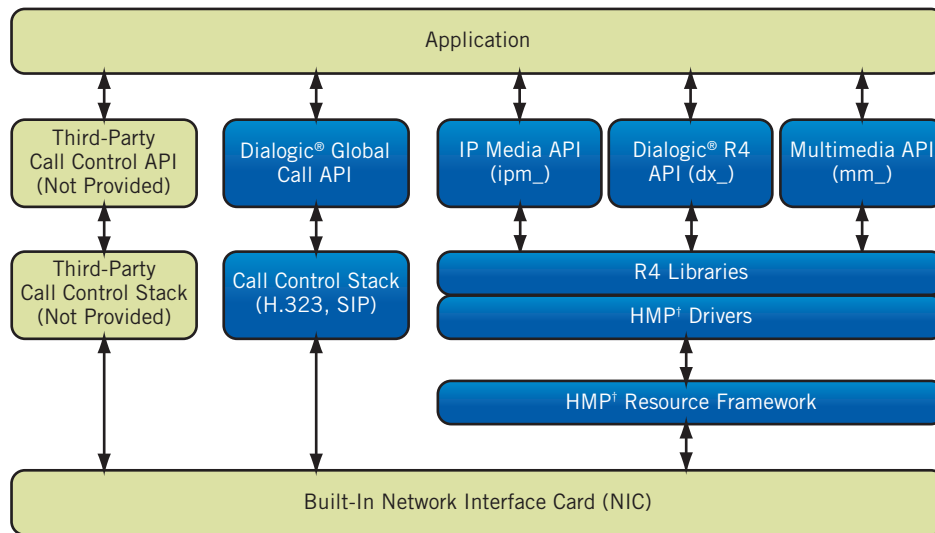 Application
Third-Party
Call Control API
(Not Provided)
Dialogic® Global
Call API
IP Media API
(ipm_)
Dialogic® R4
API (dx_)
Multimedia API
(mm_)
Third-Party
Call Control Stack
(Not Provided)
Call Control Stack
(H.323, SIP)
R4 Libraries
HMP† Drivers
HMP† Resource Framework
Built-In Network Interface Card (NIC)